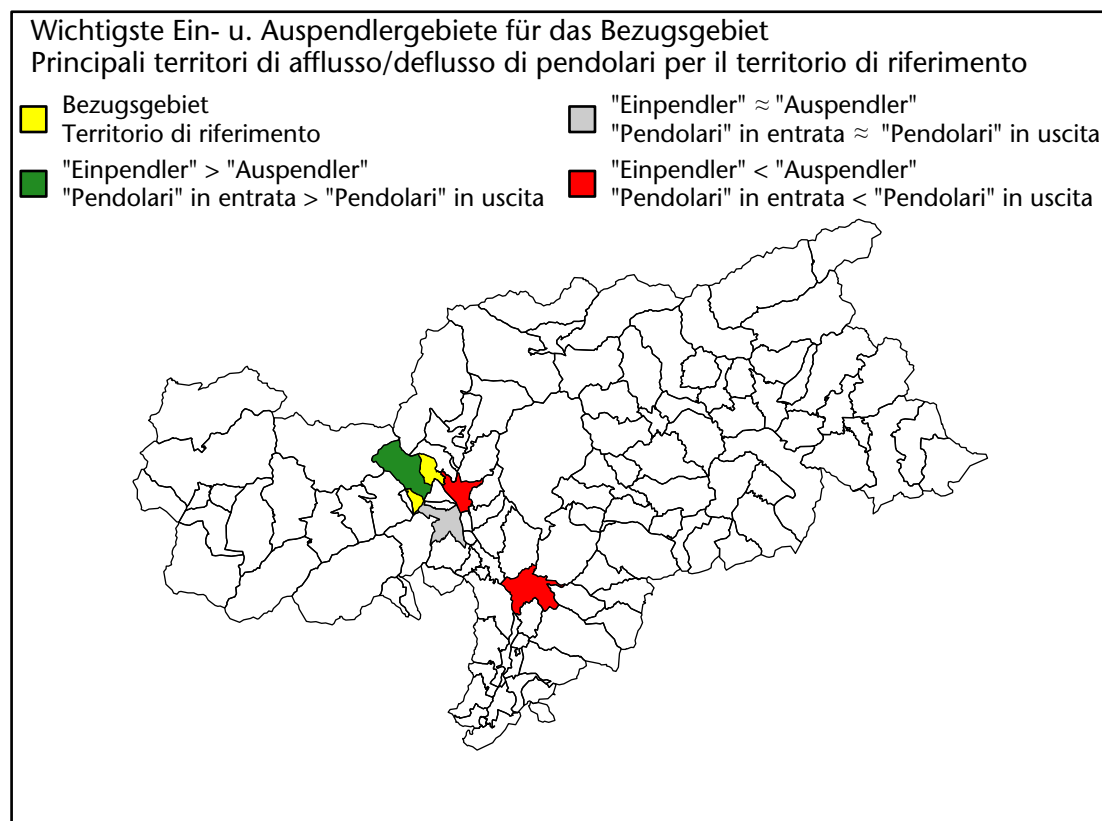 Wichtigste Ein- u. Auspendlergebiete für das Bezugsgebiet
Principali territori di afflusso/deflusso di pendolari per il territorio di riferimento
Bezugsgebiet
Territorio di riferimento
"Einpendler" > "Auspendler"
"Pendolari" in entrata > "Pendolari" in uscita
"Einpendler" ≈ "Auspendler"
"Pendolari" in entrata ≈ "Pendolari" in uscita
"Einpendler" < "Auspendler"
"Pendolari" in entrata < "Pendolari" in uscita